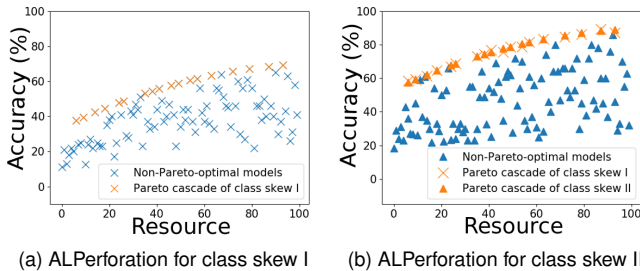 100
80
60
40
20
0
Accuracy (%)
Non-Pareto-optimal models
Pareto cascade of class skew I
0 20 40 60 80 100
Resource
(a) ALPerforation for class skew I
100
80
60
40
20
0
Accuracy (%)
Non-Pareto-optimal models
Pareto cascade of class skew I
Pareto cascade of class skew II
0 20 40 60 80 100
Resource
(b) ALPerforation for class skew I